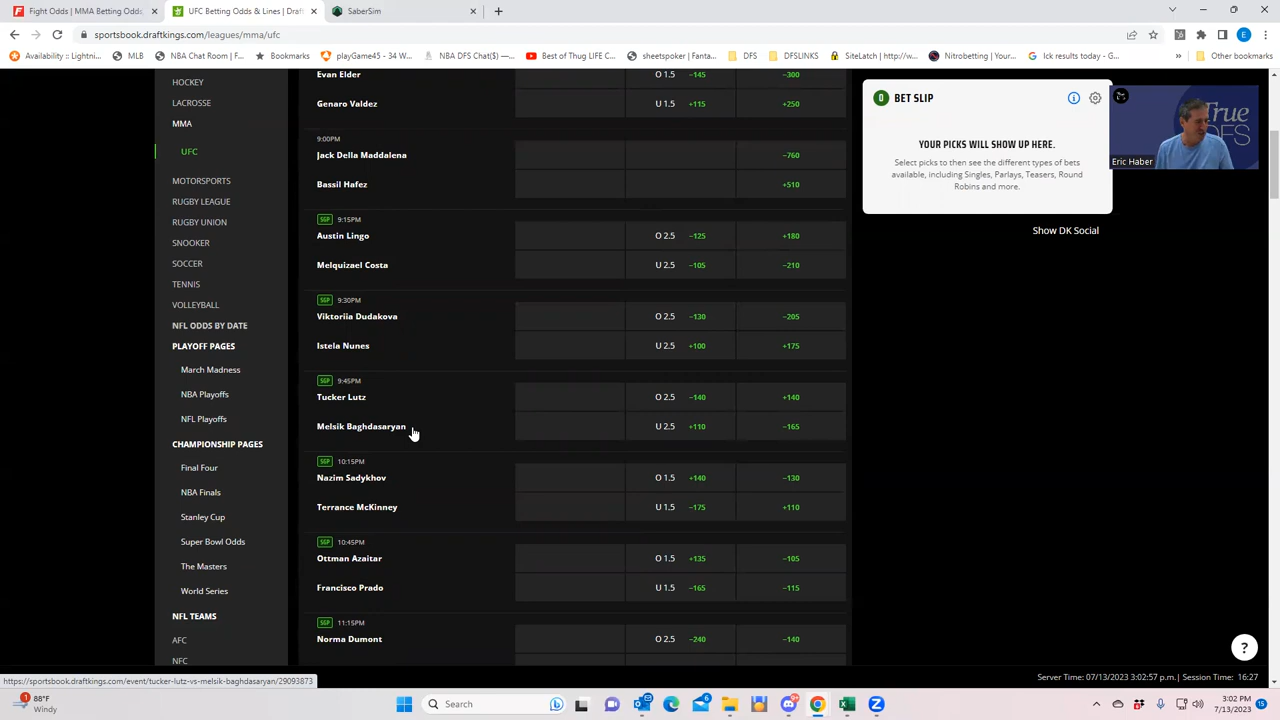 Fight Odds | MMA Betting Odds
UFC Betting Odds & Lines | Draft
SaberSim
sportsbook.draftkings.com/leagues/mma/ufc
Availability :: Lightni...
MLB
NBA Chat Room | F...
Bookmarks
playGame45 - 34 W...
NBA DFS Chat($) —...
Best of Thug LIFE C...
sheetspoker | Fanta...
DFS
DFSLINKS
SiteLatch | http://w...
Nitrobetting | Nitro...
Ick results today - G...
Other bookmarks
HOCKEY
LACROSSE
MMA
UFC
MOTORSPORTS
RUGBY LEAGUE
RUGBY UNION
SNOOKER
SOCCER
TENNIS
VOLLEYBALL
NFL ODDS BY DATE
PLAYOFF PAGES
March Madness
NBA Playoffs
NFL Playoffs
CHAMPIONSHIP PAGES
Final Four
NBA Finals
Stanley Cup
Super Bowl Odds
The Masters
World Series
NFL TEAMS
AFC
NFC
Evan Elder O 1.5 −145 −300
Genaro Valdez U 1.5 +115 +250
9:00PM
Jack Della Maddalena −760
Bassil Hafez +510
SGP 9:15PM
Austin Lingo O 2.5 −125 +180
Melquizael Costa U 2.5 −105 −210
SGP 9:30PM
Viktoriia Dudakova O 2.5 −130 −205
Istela Nunes U 2.5 +100 +175
SGP 9:45PM
Tucker Lutz O 2.5 −140 +140
Melsik Baghdasaryan U 2.5 +110 −165
SGP 10:15PM
Nazim Sadykhov O 1.5 +140 −130
Terrance McKinney U 1.5 −175 +110
SGP 10:45PM
Ottman Azaitar O 1.5 +135 −105
Francisco Prado U 1.5 −165 −115
SGP 11:15PM
Norma Dumont O 2.5 −240 −140
0 BET SLIP
YOUR PICKS WILL SHOW UP HERE.
Select picks to then see the different types of bets
available, including Singles, Parlays, Teasers, Round
Robins and more.
Show DK Social
True
DFS
Eric Haber
?
https://sportsbook.draftkings.com/event/tucker-lutz-vs-melsik-baghdasaryan/29093873
Server Time: 07/13/2023 3:02:57 p.m.| Session Time: 16:27
88°F
Windy
Search
3:02 PM
7/13/2023